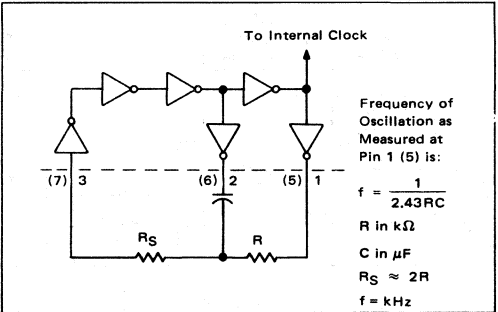 To Internal Clock
(7) 3
(6) 2
(5) 1
RS
R
Frequency of
Oscillation as
Measured at
Pin 1 (5) is:
f = 1 / 2.43RC
R in kΩ
C in μF
RS ≈ 2R
f = kHz